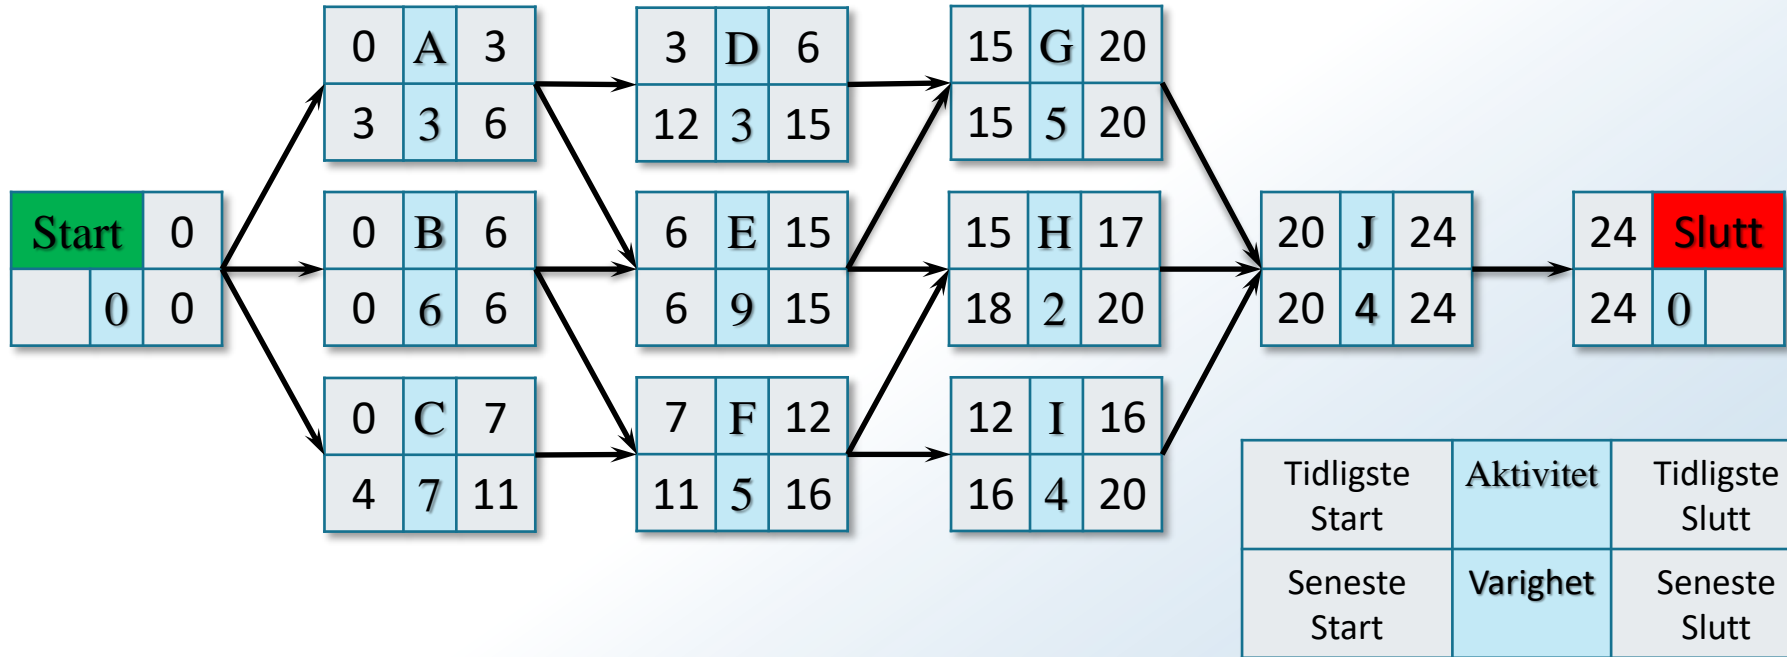 0 A 3
3 3 6
3 D 6
12 3 15
15 G 20
15 5 20
Start 0
0 0
0 B 6
0 6 6
6 E 15
6 9 15
15 H 17
18 2 20
20 J 24
20 4 24
24 Slutt
24 0
0 C 7
4 7 11
7 F 12
11 5 16
12 I 16
16 4 20
Tidligste
Start
Aktivitet
Tidligste
Slutt
Seneste
Start
Varighet
Seneste
Slutt